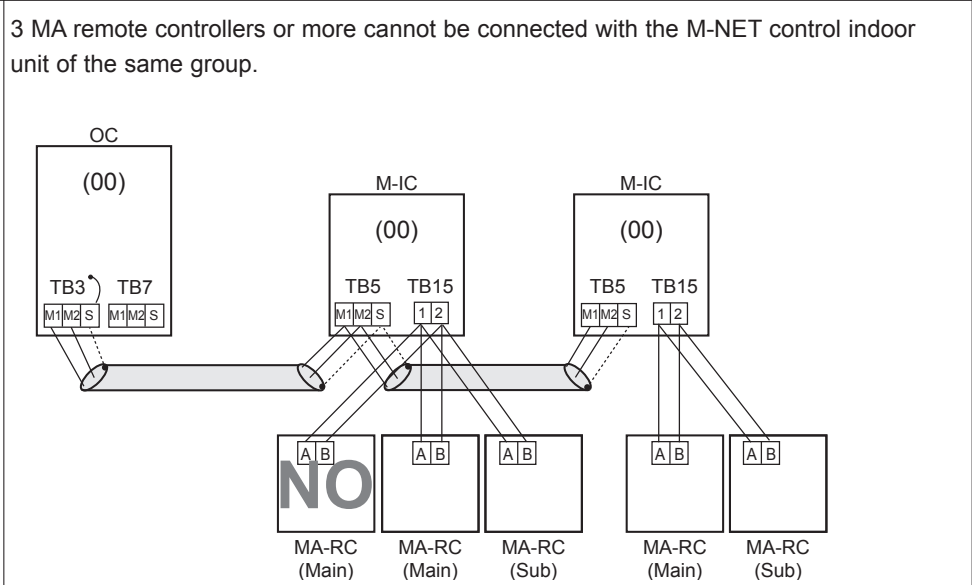 3 MA remote controllers or more cannot be connected with the M-NET control indoor
unit of the same group.
OC
(00)
TB3 TB7
M1 M2 S M1 M2 S
M-IC
(00)
TB5 TB15
M1 M2 S 1 2
M-IC
(00)
TB5 TB15
M1 M2 S 1 2
A B
NO
MA-RC
(Main)
A B
MA-RC
(Main)
A B
MA-RC
(Sub)
A B
MA-RC
(Main)
A B
MA-RC
(Sub)